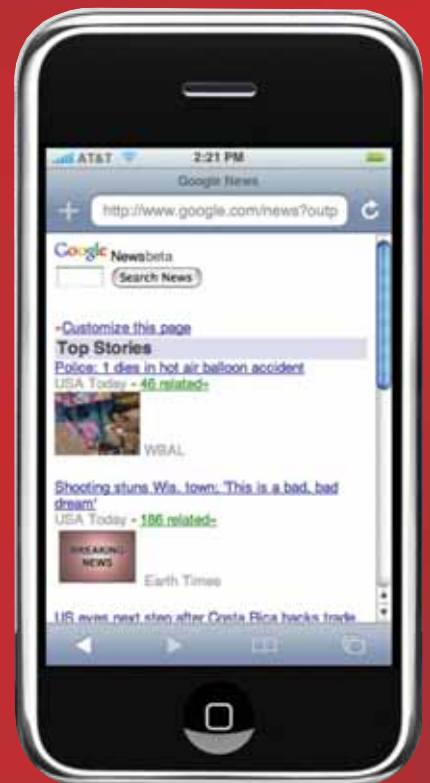 AT&T 2:21 PM
Google News
http://www.google.com/news?outp
Google Newsbeta
Search News
Customize this page
Top Stories
Police: 1 dies in hot air balloon accident
USA Today - 46 related»
WBAL
Shooting stuns Wis. town: 'This is a bad, bad
dream'
USA Today - 186 related»
BREAKING
NEWS
Earth Times
US eyes next step after Costa Rica backs trade